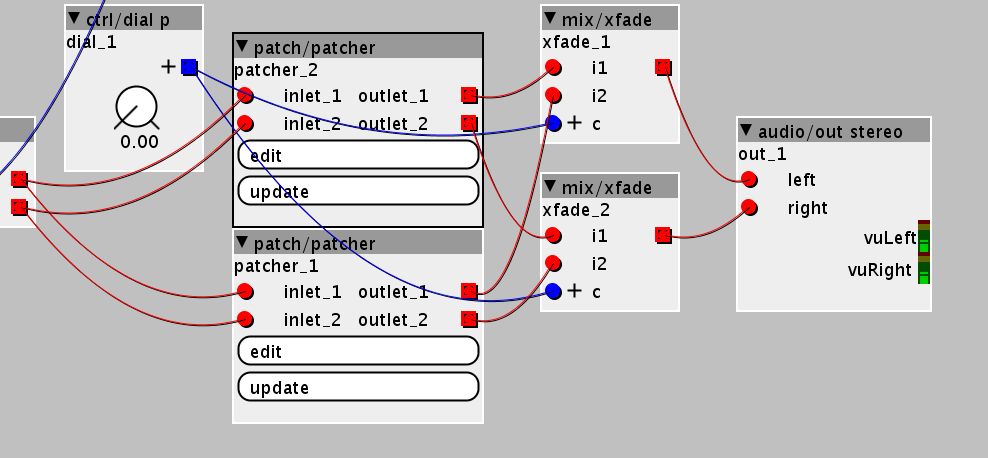 ctrl/dial p
dial_1
+
0.00
patch/patcher
patcher_2
inlet_1 outlet_1
inlet_2 outlet_2
edit
update
patch/patcher
patcher_1
inlet_1 outlet_1
inlet_2 outlet_2
edit
update
mix/xfade
xfade_1
i1
i2
+ c
mix/xfade
xfade_2
i1
i2
+ c
audio/out stereo
out_1
left
right
vuLeft
vuRight